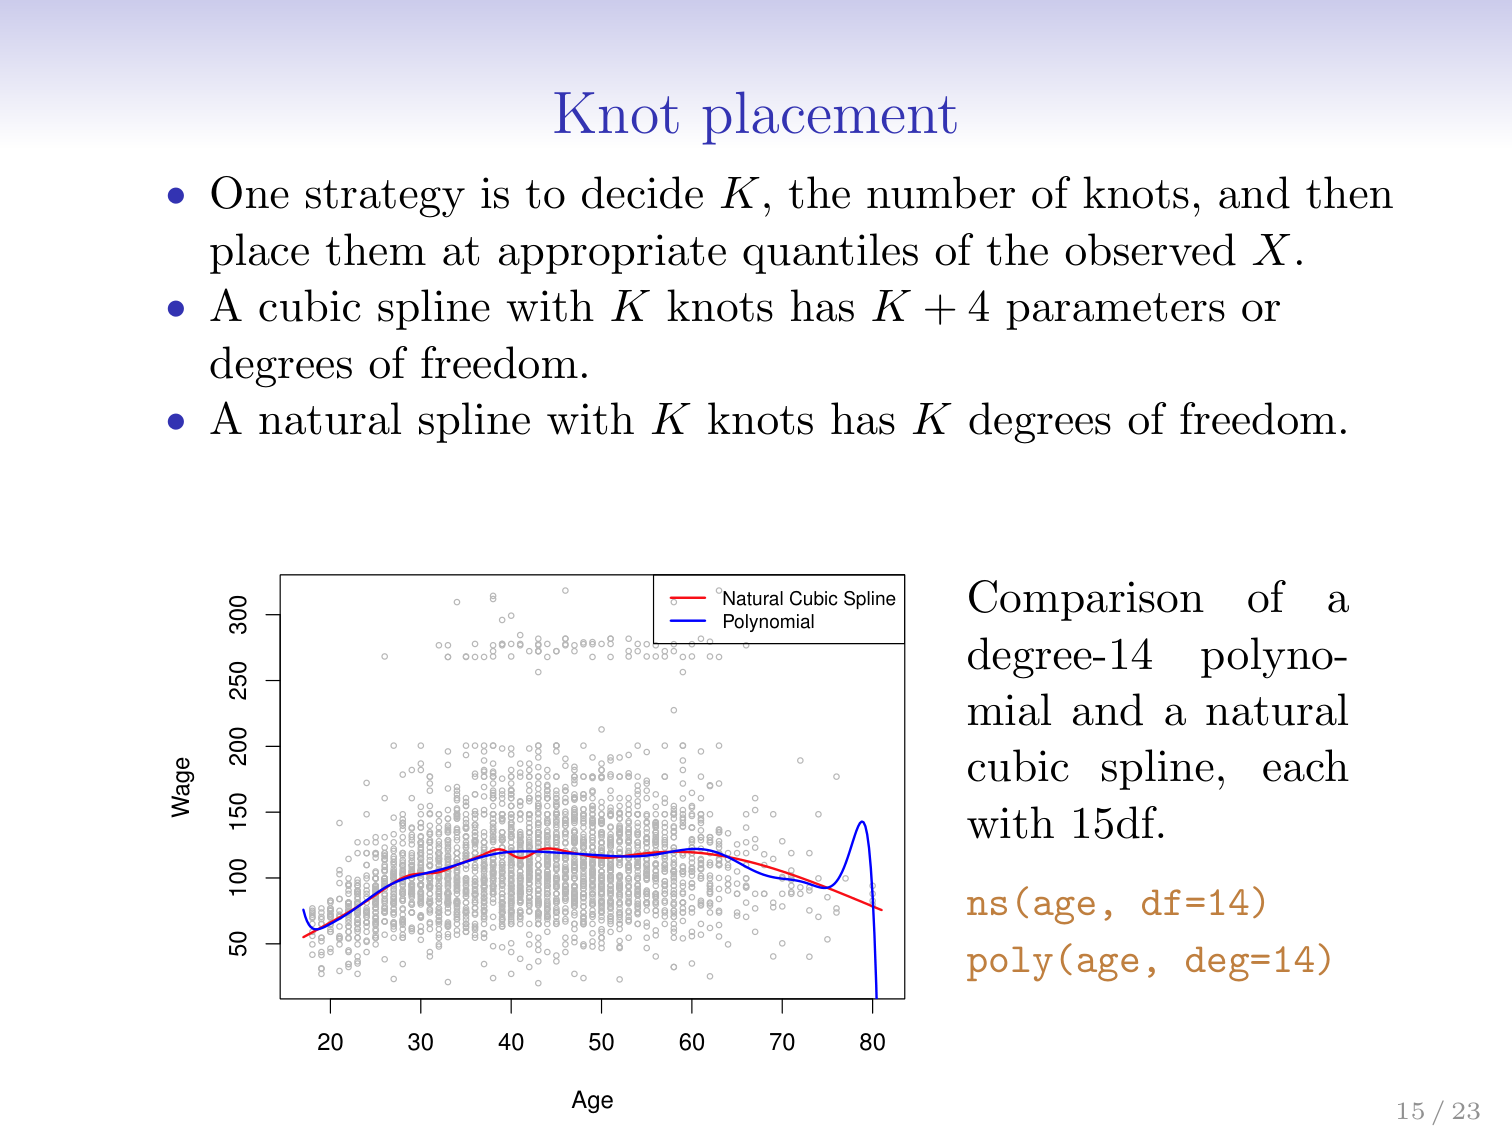 Knot placement
• One strategy is to decide K, the number of knots, and then
place them at appropriate quantiles of the observed X.
• A cubic spline with K knots has K + 4 parameters or
degrees of freedom.
• A natural spline with K knots has K degrees of freedom.
Natural Cubic Spline
Polynomial
300
250
200
150
100
50
Wage
20 30 40 50 60 70 80
Age
Comparison of a
degree-14 polyno-
mial and a natural
cubic spline, each
with 15df.
ns(age, df=14)
poly(age, deg=14)
15 / 23